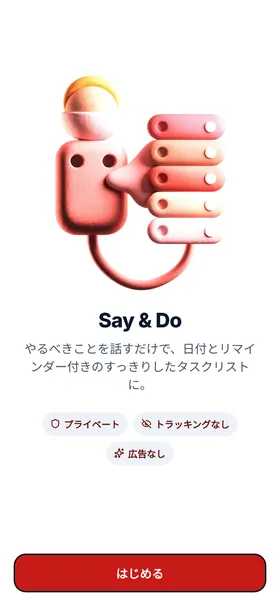 Say & Do
やるべきことを話すだけで、日付とリマイ
ンダー付きのすっきりしたタスクリスト
に。
プライベート
トラッキングなし
広告なし
はじめる